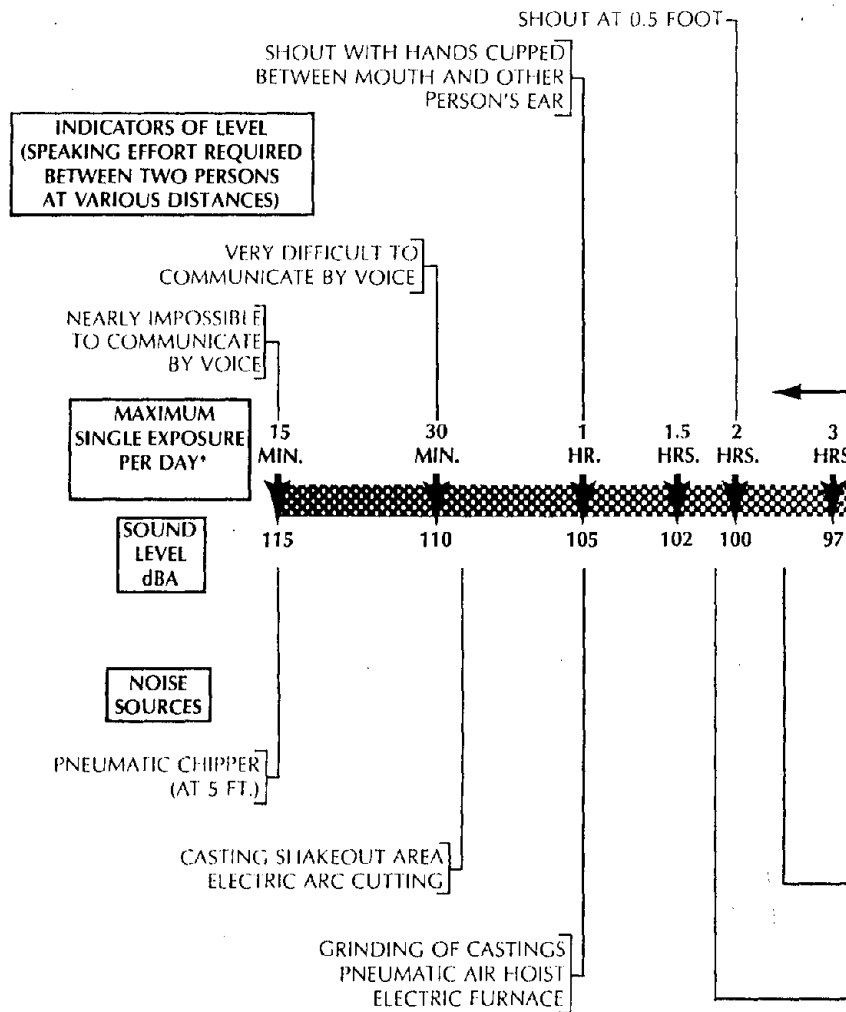 SHOUT AT 0.5 FOOT
SHOUT WITH HANDS CUPPED
BETWEEN MOUTH AND OTHER
PERSON'S EAR
INDICATORS OF LEVEL
(SPEAKING EFFORT REQUIRED
BETWEEN TWO PERSONS
AT VARIOUS DISTANCES)
VERY DIFFICULT TO
COMMUNICATE BY VOICE
NEARLY IMPOSSIBLE
TO COMMUNICATE
BY VOICE
MAXIMUM
SINGLE EXPOSURE
PER DAY*
15 30 1 1.5 2 3
MIN. MIN. HR. HRS. HRS. HRS
SOUND
LEVEL
dBA
115 110 105 102 100 97
NOISE
SOURCES
PNEUMATIC CHIPPER
(AT 5 FT.)
CASTING SHAKEOUT AREA
ELECTRIC ARC CUTTING
GRINDING OF CASTINGS
PNEUMATIC AIR HOIST
ELECTRIC FURNACE